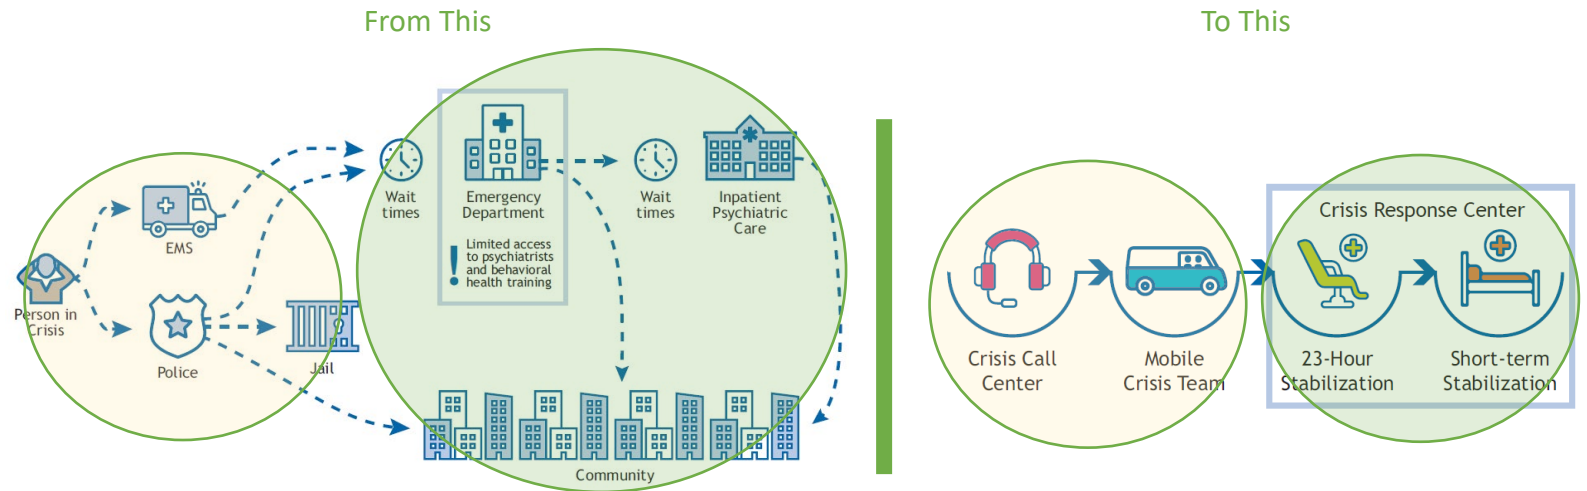 From This
To This
Person in
Crisis
EMS
Police
Jail
Wait
times
Emergency
Department
Limited access
to psychiatrists
and behavioral
health training
Wait
times
Inpatient
Psychiatric
Care
Community
Crisis Call
Center
Mobile
Crisis Team
Crisis Response Center
23-Hour
Stabilization
Short-term
Stabilization